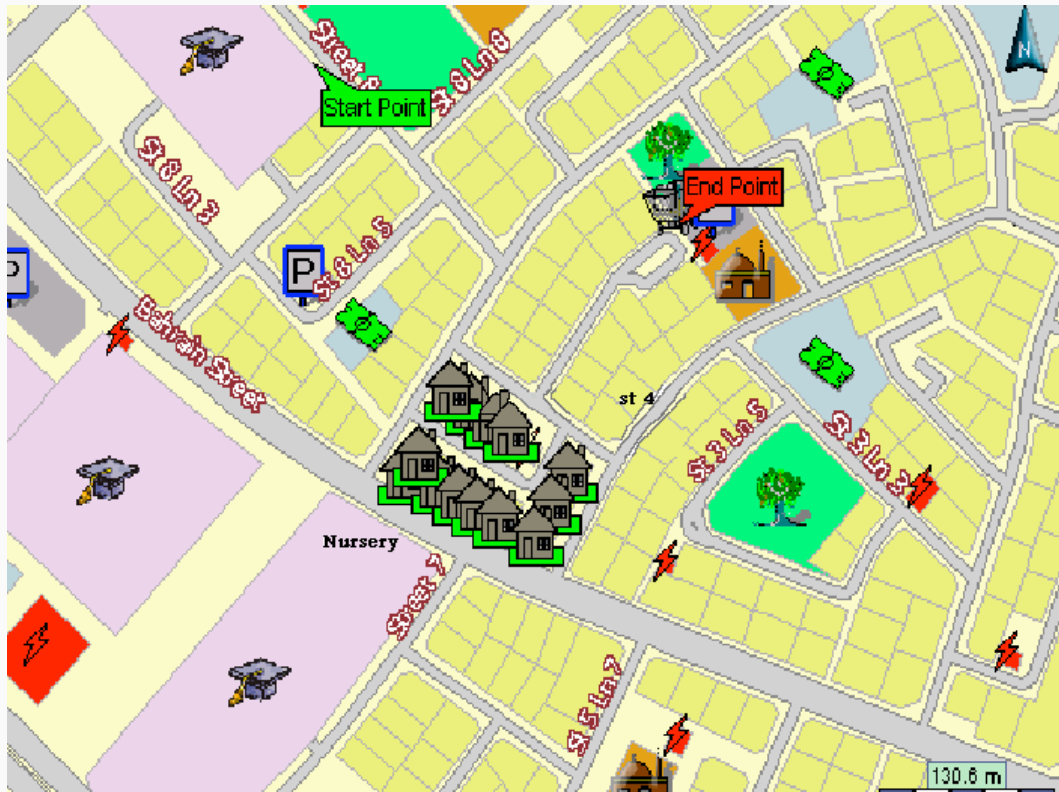 N
Start Point
St 8 Ln 8
St 8 Ln 3
End Point
St 8 Ln 5
P
P
Bahrain Street
st 4
St 3 Ln 5
St 3 Ln 3
Nursery
Street 7
St 5 Ln 7
130.6 m